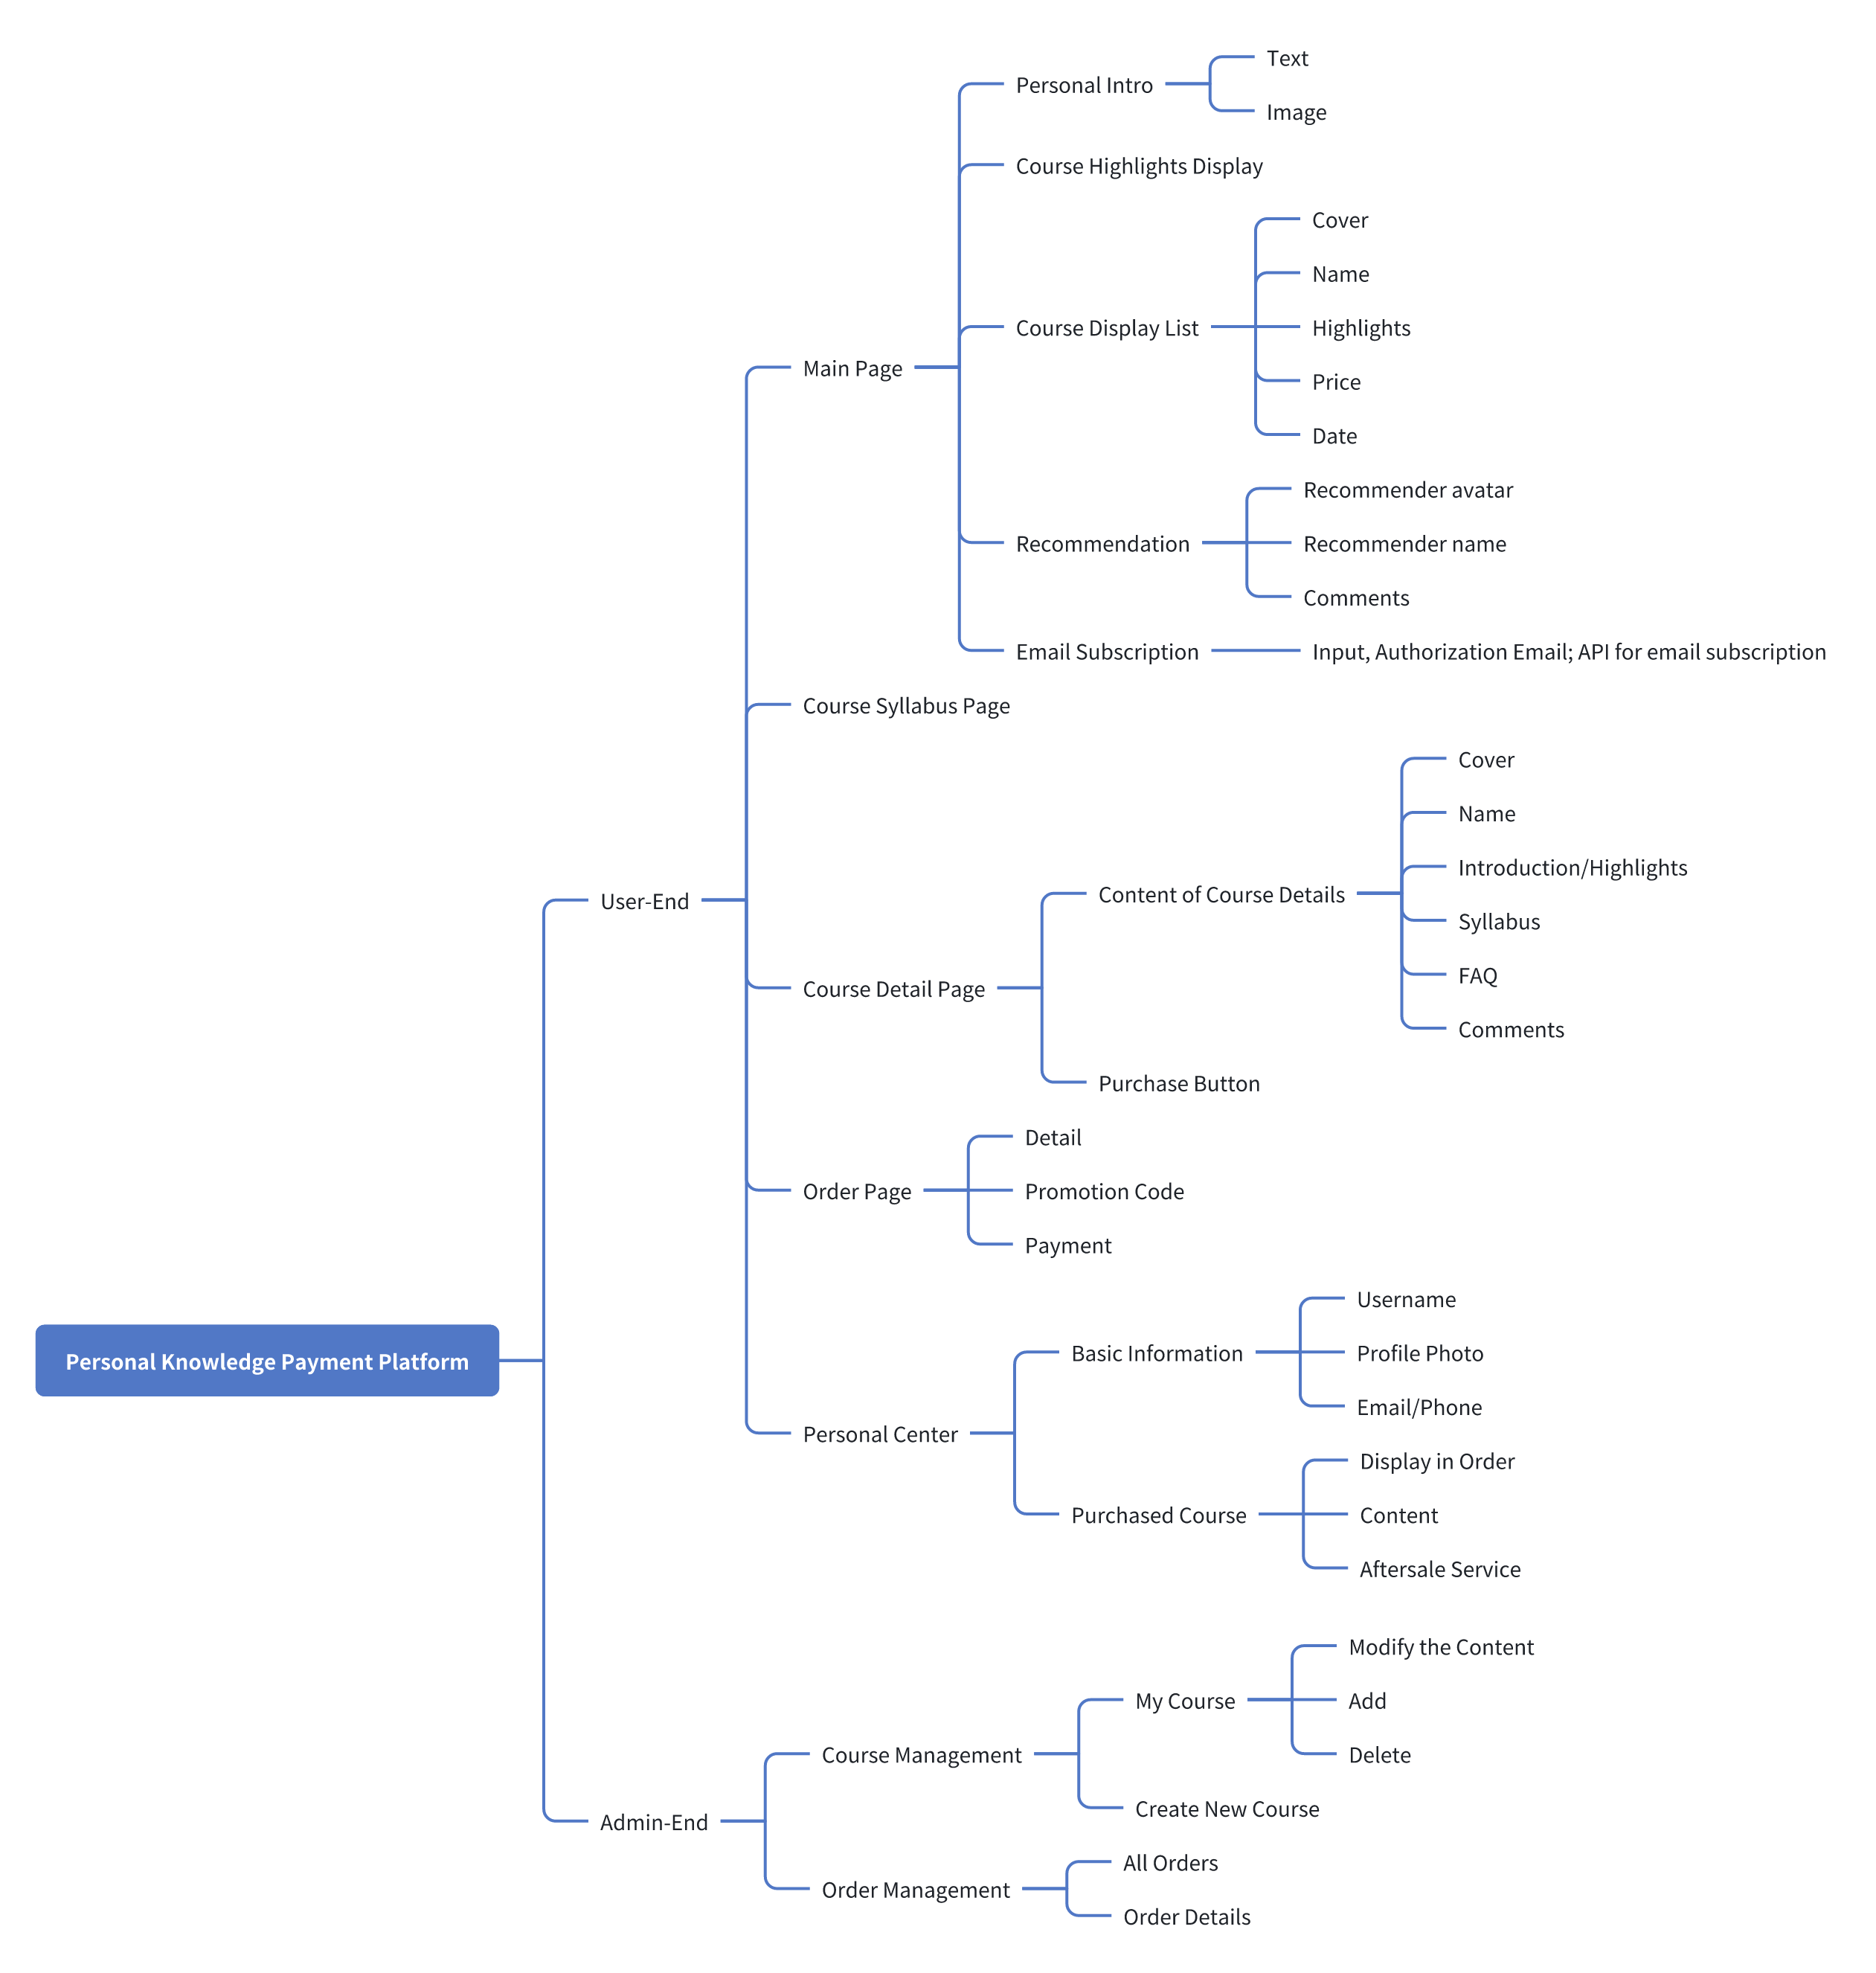 Text
Personal Intro
Image
Course Highlights Display
Cover
Name
Course Display List
Highlights
Main Page
Price
Date
Recommender avatar
Recommendation
Recommender name
Comments
Email Subscription
Input, Authorization Email; API for email subscription
Course Syllabus Page
Cover
Name
Introduction/Highlights
User-End
Content of Course Details
Syllabus
Course Detail Page
FAQ
Comments
Purchase Button
Detail
Order Page
Promotion Code
Payment
Username
Personal Knowledge Payment Platform
Basic Information
Profile Photo
Email/Phone
Personal Center
Display in Order
Purchased Course
Content
Aftersale Service
Modify the Content
My Course
Add
Course Management
Delete
Create New Course
Admin-End
All Orders
Order Management
Order Details